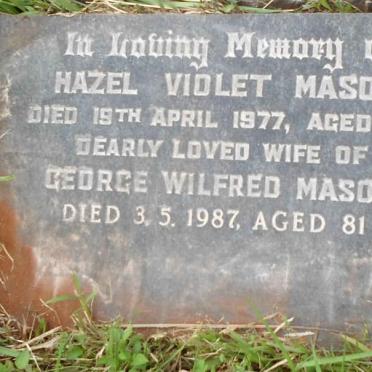 In Loving Memory
HAZEL VIOLET MASO
DIED 19TH APRIL 1977, AGED
DEARLY LOVED WIFE OF
GEORGE WILFRED MASO
DIED 3. 5. 1987, AGED 81